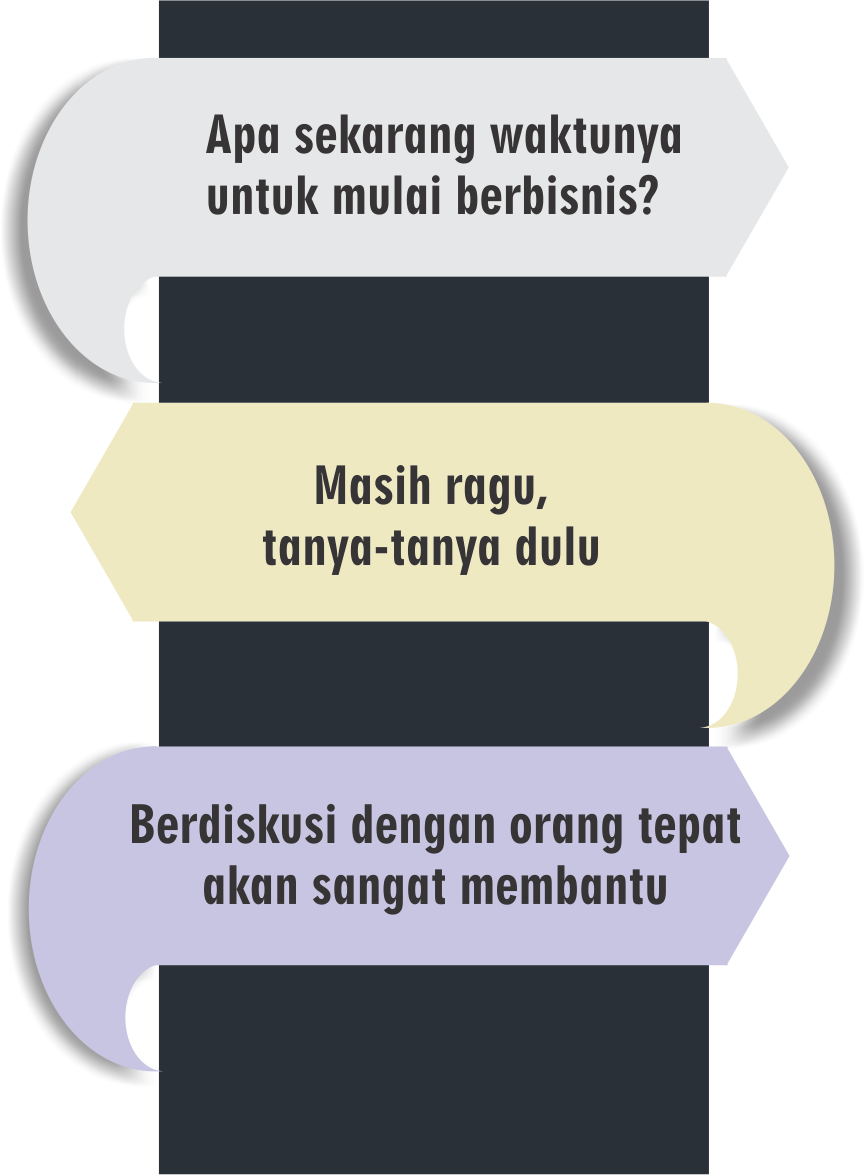 Apa sekarang waktunya
untuk mulai berbisnis?
Masih ragu,
tanya-tanya dulu
Berdiskusi dengan orang tepat
akan sangat membantu